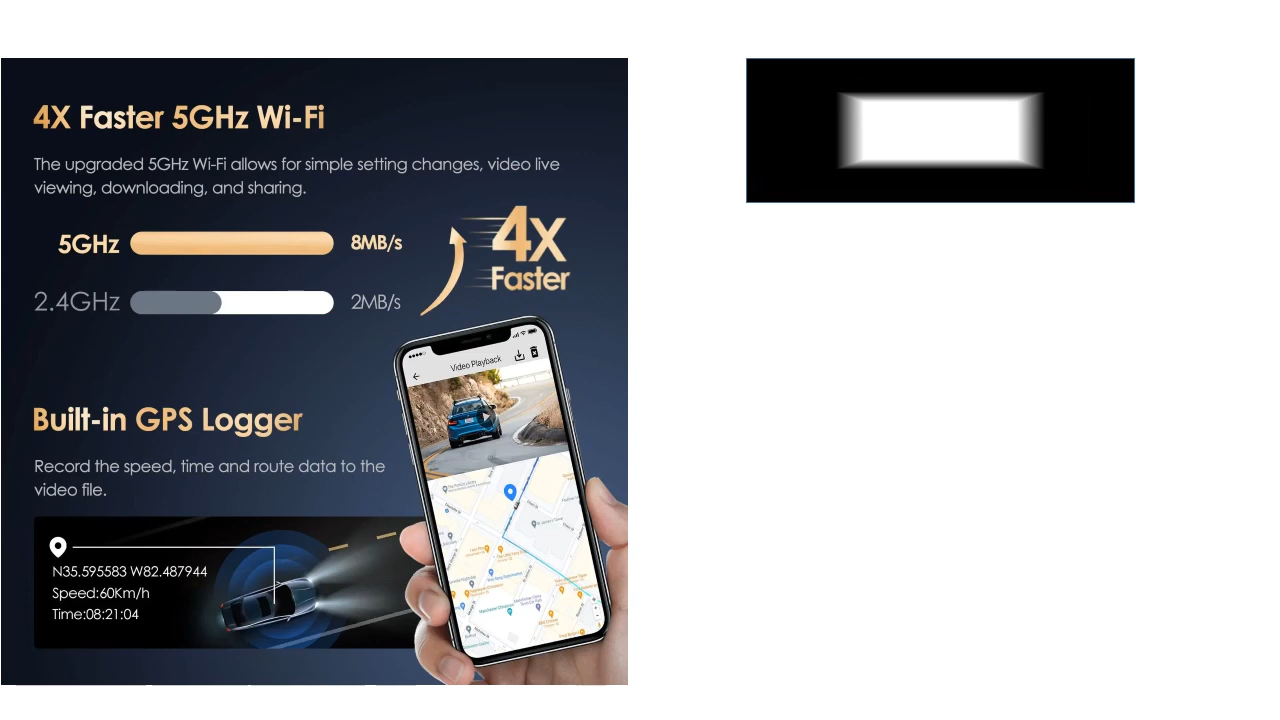 4X Faster 5GHz Wi-Fi
The upgraded 5GHz Wi-Fi allows for simple setting changes, video live
viewing, downloading, and sharing.
5GHz
8MB/s
2.4GHz
2MB/s
4X
Faster
Video Playback
Built-in GPS Logger
Record the speed, time and route data to the
video file.
N35.595583 W82.487944
Speed:60Km/h
Time:08:21:04